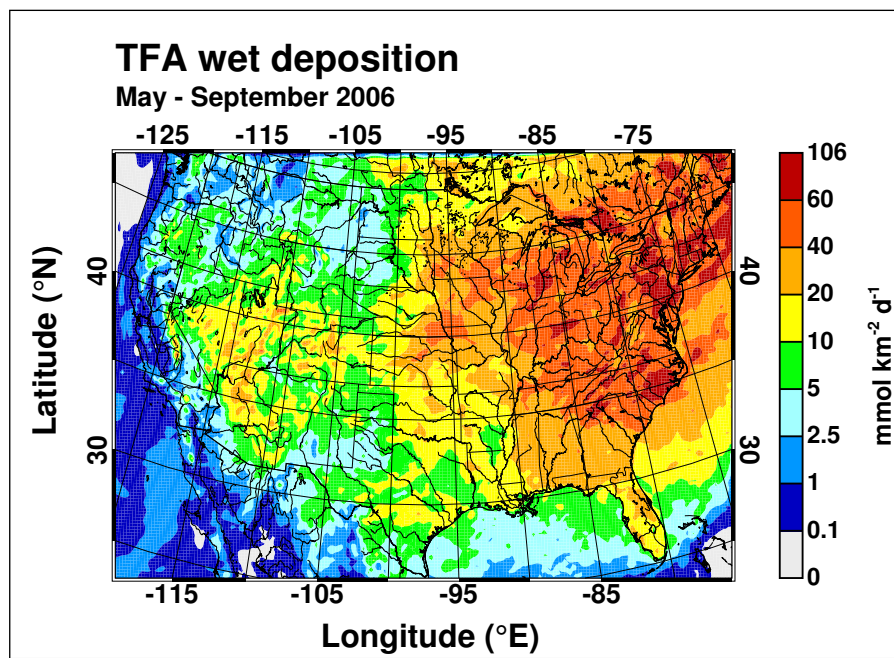 TFA wet deposition
May - September 2006
-125 -115 -105 -95 -85 -75
106
60
40
20
10
5
2.5
1
0.1
0
mmol km⁻² d⁻¹
40
30
Latitude (°N)
40
30
-115 -105 -95 -85
Longitude (°E)